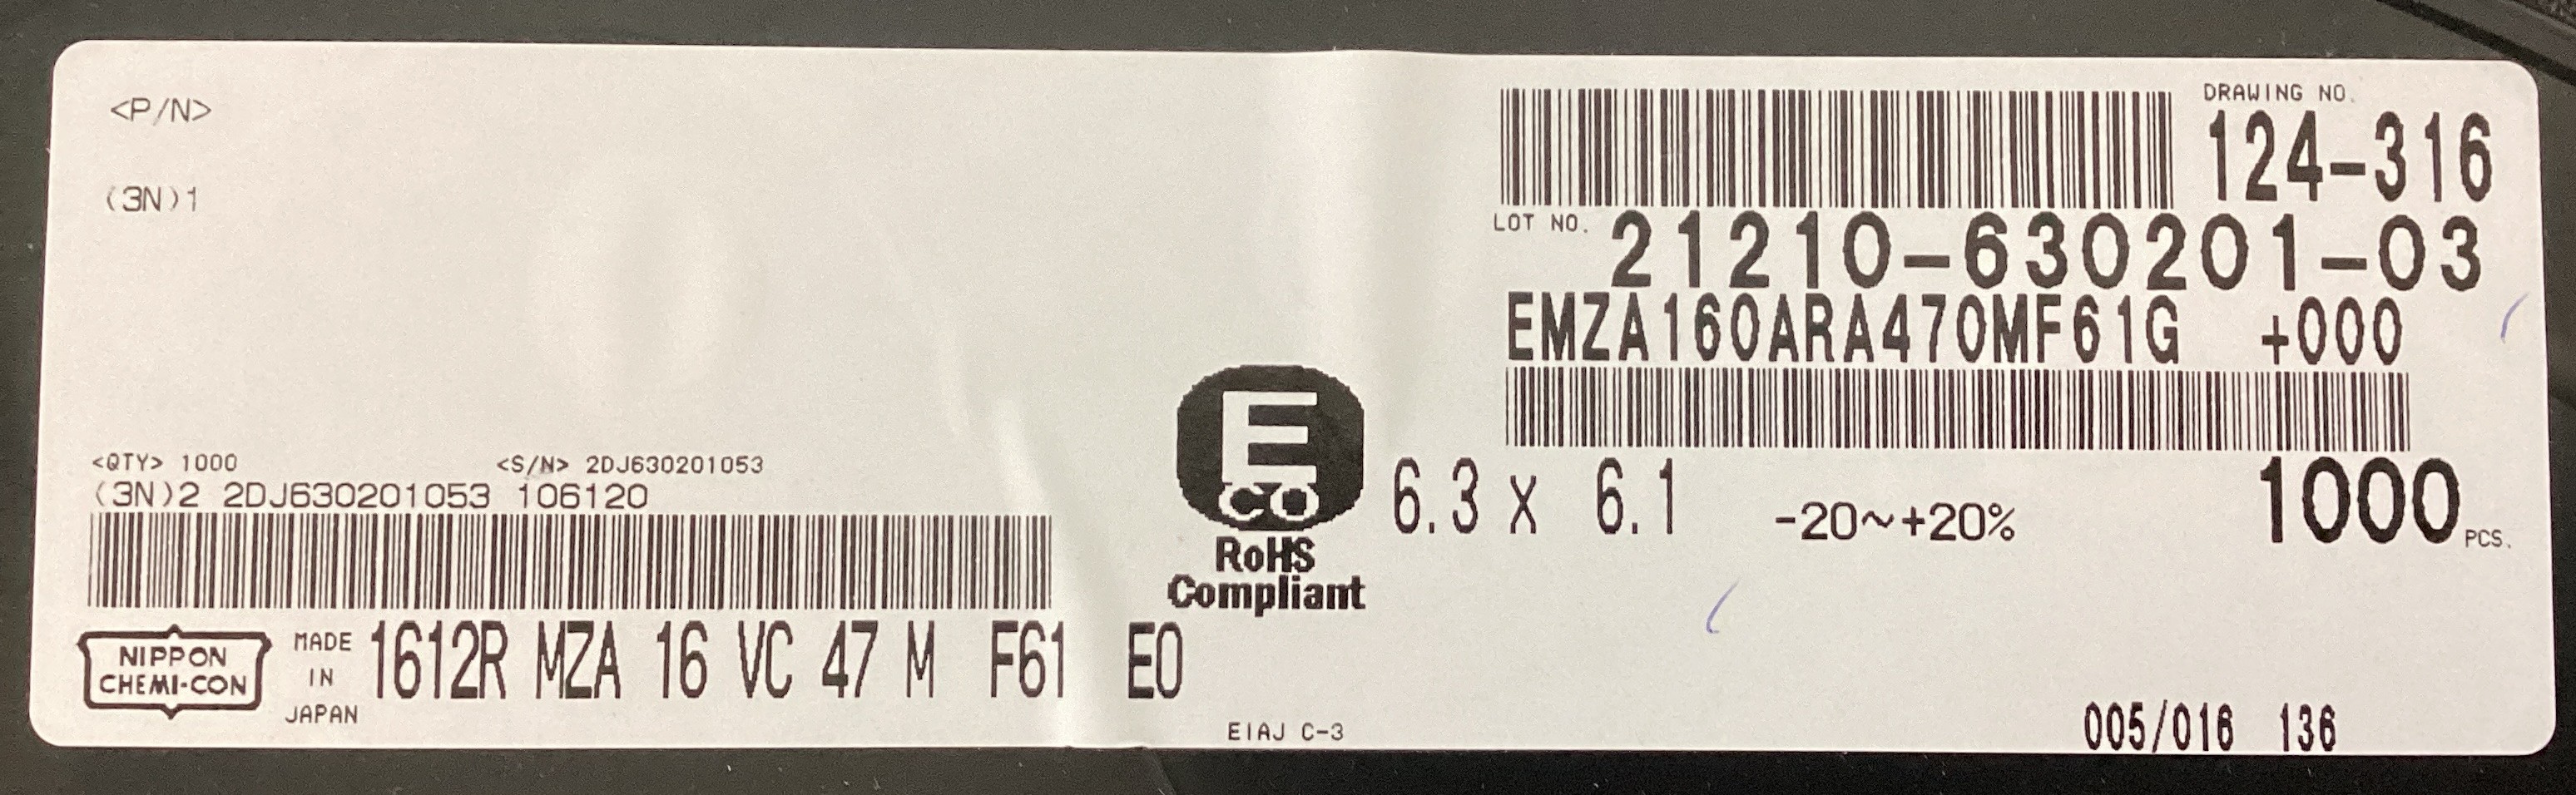 <P/N>
(3N)1
<QTY> 1000 <S/N> 2DJ630201053
(3N)2 2DJ630201053 106120
NIPPON
CHEMI-CON
MADE
IN
JAPAN
1612R MZA 16 VC 47 M F61 E0
E
CO
RoHS
Compliant
EIAJ C-3
DRAWING NO.
124-316
LOT NO. 21210-630201-03
EMZA160ARA470MF61G +000
6.3 x 6.1 -20~+20% 1000 PCS.
005/016 136